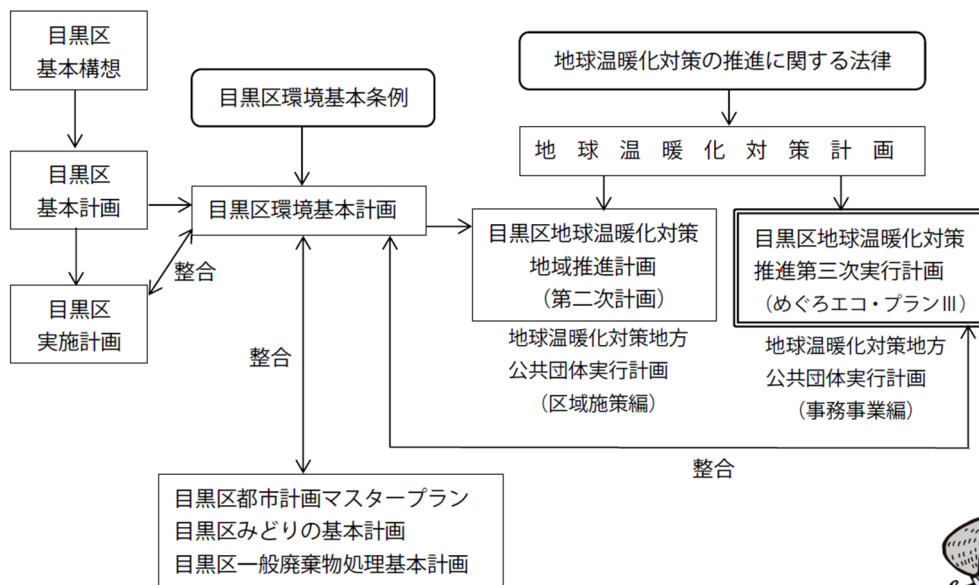 目黒区
基本構想
目黒区環境基本条例
地球温暖化対策の推進に関する法律
地球温暖化対策計画
目黒区
基本計画
目黒区環境基本計画
目黒区地球温暖化対策
地域推進計画
（第二次計画）
目黒区地球温暖化対策
推進第三次実行計画
（めぐろエコ・プランⅢ）
整合
目黒区
実施計画
地球温暖化対策地方
公共団体実行計画
（区域施策編）
地球温暖化対策地方
公共団体実行計画
（事務事業編）
整合
整合
目黒区都市計画マスタープラン
目黒区みどりの基本計画
目黒区一般廃棄物処理基本計画